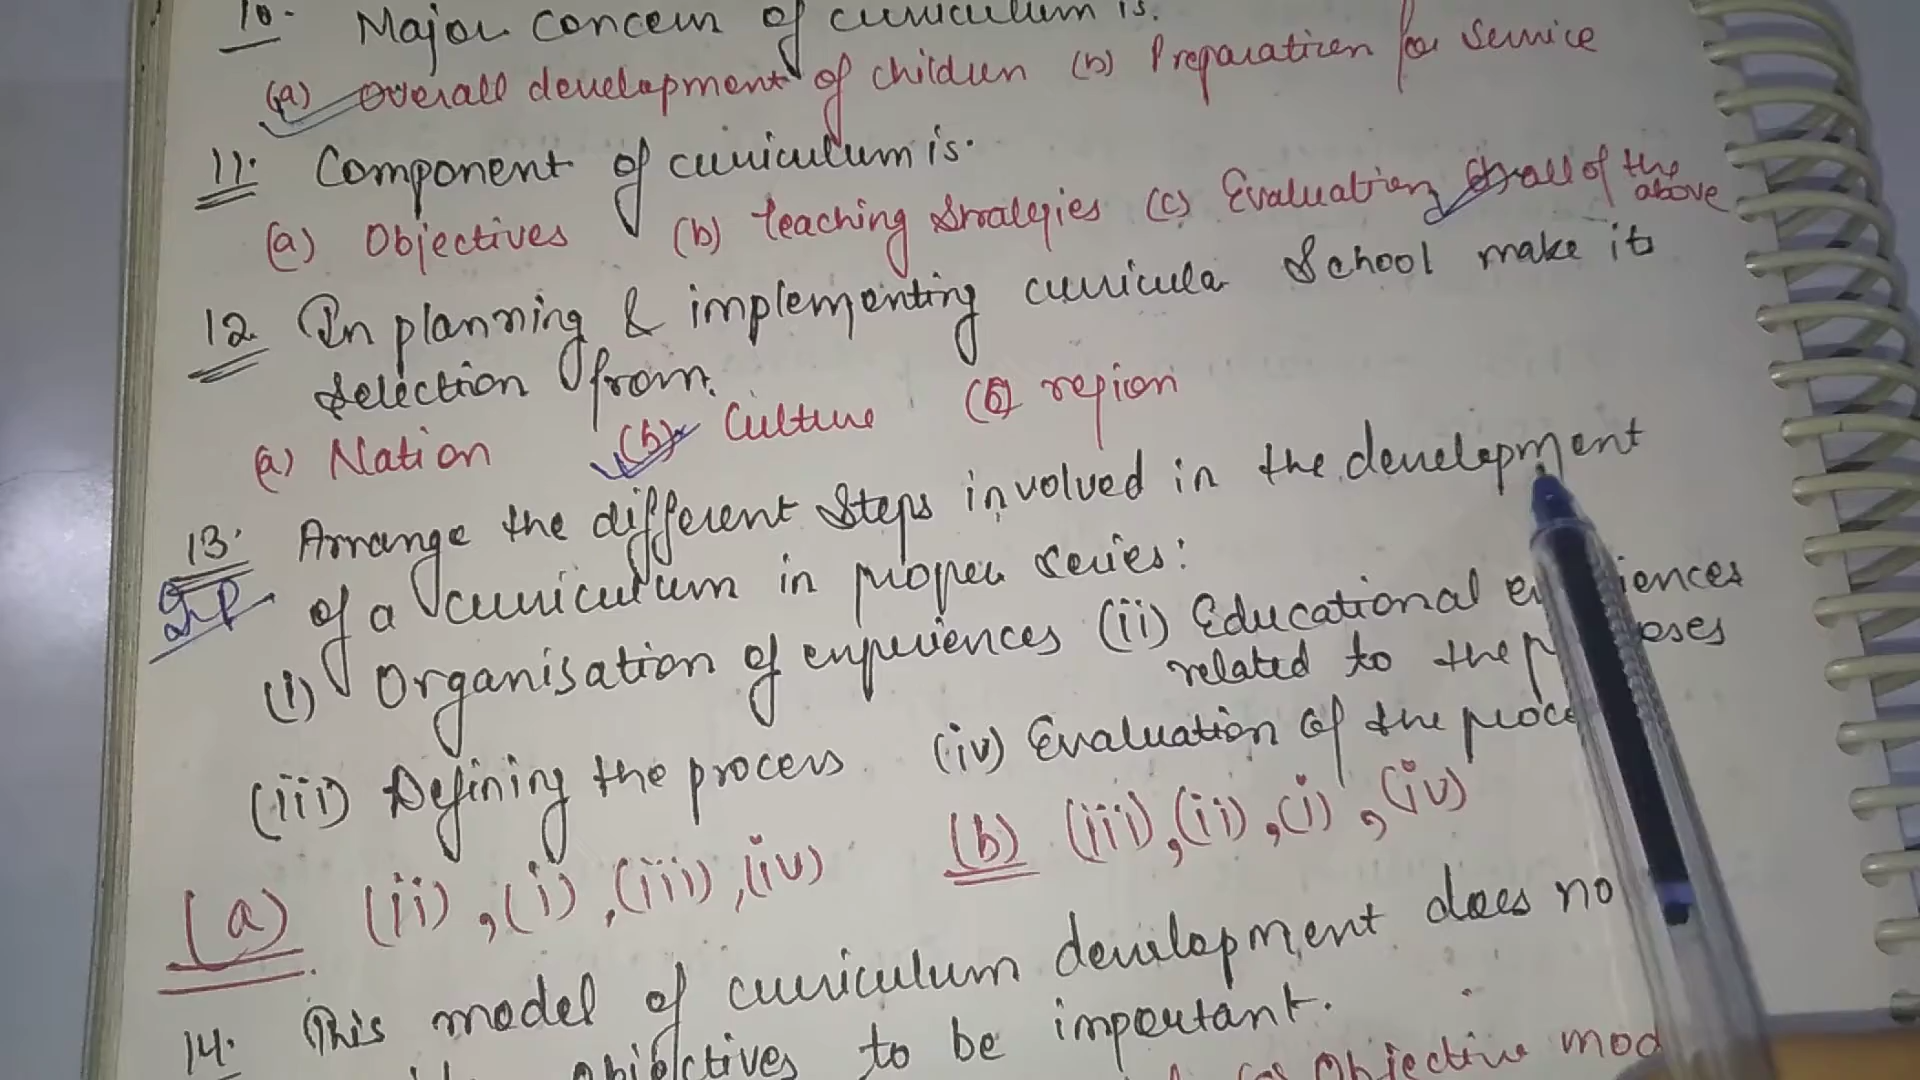 10. Major concern of curriculum is.
(a) Overall development of children (b) Preparation for Service
11. Component of curriculum is.
(a) Objectives (b) teaching Strategies (c) Evaluation (d) all of the above
12. In planning & implementing curricula School make its
Selection from.
(a) Nation (b) Culture (c) region
13. Arrange the different Steps involved in the development
Imp of a curriculum in proper series:
(i) Organisation of experiences (ii) Educational
related to the
(iii) Defining the process (iv) Evaluation of the
(a) (ii), (i), (iii), (iv) (b) (iii), (ii), (i), (iv)
14. This model of curriculum development does
objectives to be important.
Objective